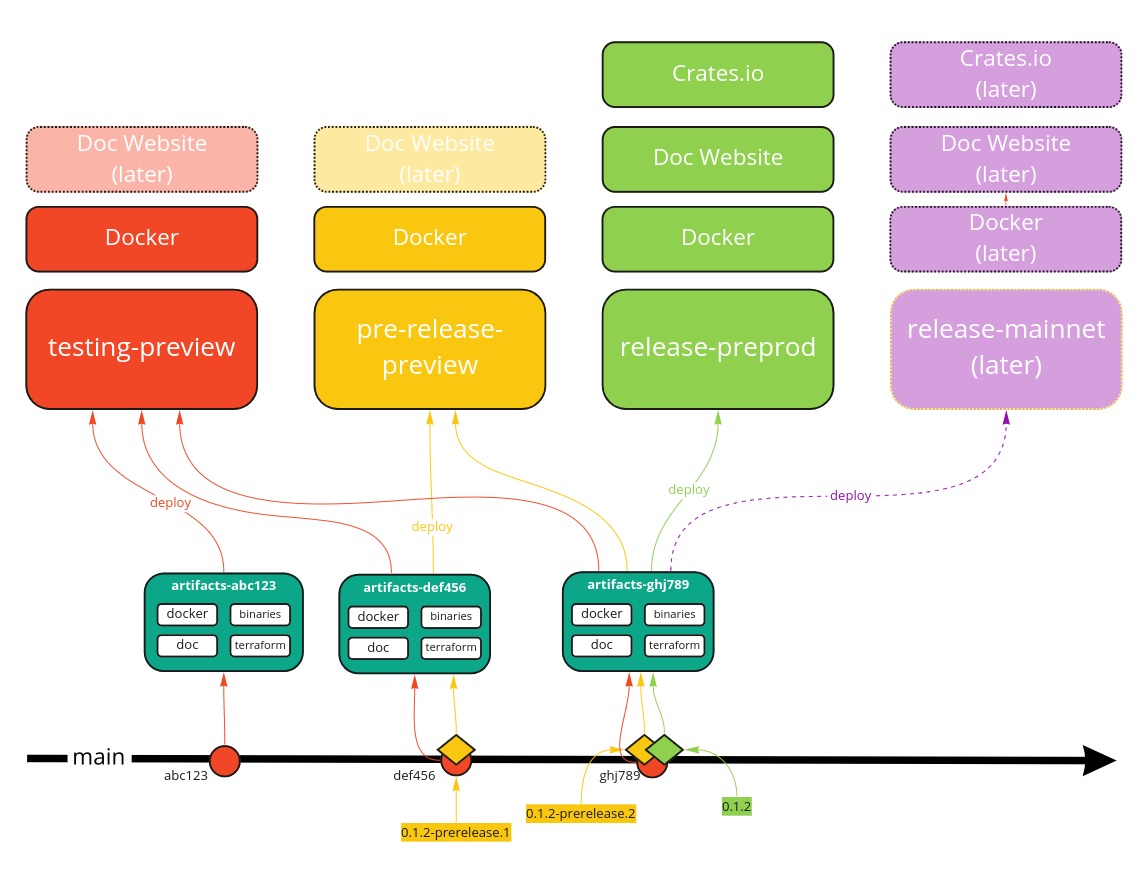 Crates.io
Crates.io
(later)
Doc Website
(later)
Doc Website
(later)
Doc Website
Doc Website
(later)
Docker
Docker
Docker
Docker
(later)
testing-preview
pre-release-
preview
release-preprod
release-mainnet
(later)
deploy
deploy
deploy
deploy
artifacts-abc123
docker
binaries
doc
terraform
artifacts-def456
docker
binaries
doc
terraform
artifacts-ghj789
docker
binaries
doc
terraform
main
abc123
def456
ghj789
0.1.2-prerelease.1
0.1.2-prerelease.2
0.1.2